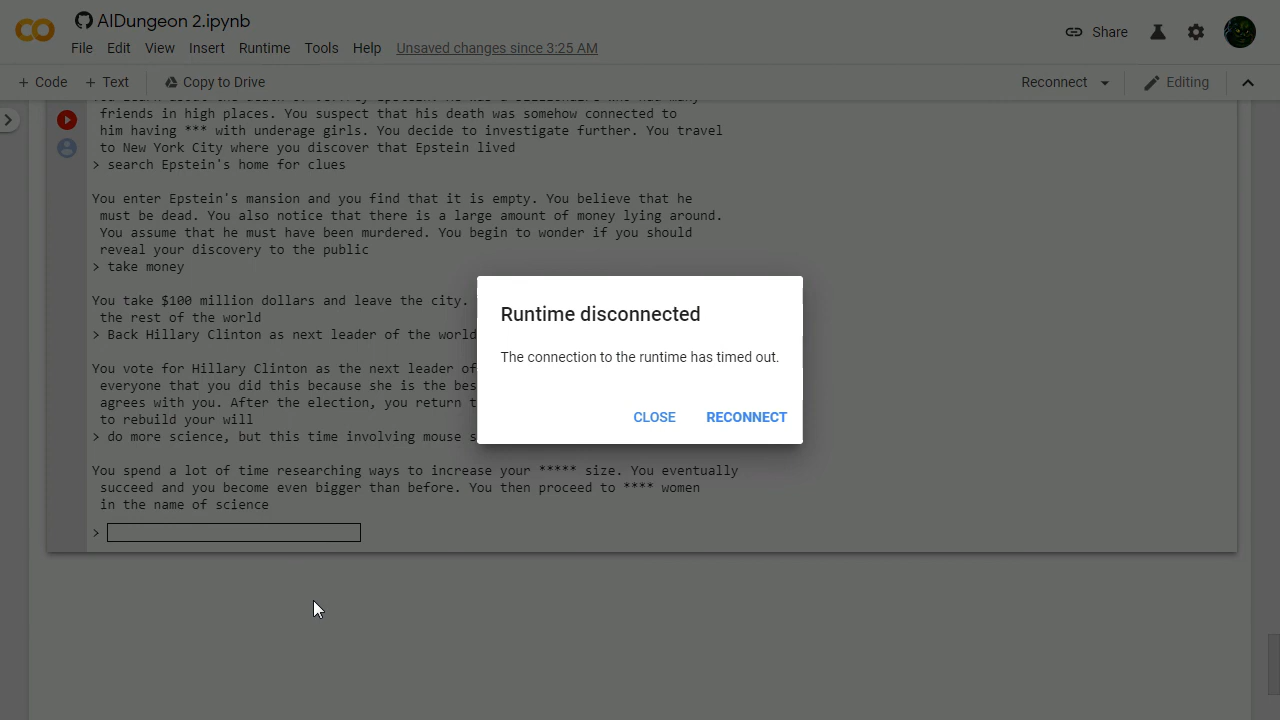 CO AIDungeon 2.ipynb
File Edit View Insert Runtime Tools Help Unsaved changes since 3:25 AM
Share
+ Code + Text Copy to Drive
Reconnect Editing
friends in high places. You suspect that his death was somehow connected to
him having *** with underage girls. You decide to investigate further. You travel
to New York City where you discover that Epstein lived
> search Epstein's home for clues
You enter Epstein's mansion and you find that it is empty. You believe that he
must be dead. You also notice that there is a large amount of money lying around.
You assume that he must have been murdered. You begin to wonder if you should
reveal your discovery to the public
> take money
You take $100 million dollars and leave the city.
the rest of the world
> Back Hillary Clinton as next leader of the world
You vote for Hillary Clinton as the next leader of
everyone that you did this because she is the bes
agrees with you. After the election, you return t
to rebuild your will
> do more science, but this time involving mouse s
You spend a lot of time researching ways to increase your ***** size. You eventually
succeed and you become even bigger than before. You then proceed to **** women
in the name of science
>
Runtime disconnected
The connection to the runtime has timed out.
CLOSE RECONNECT